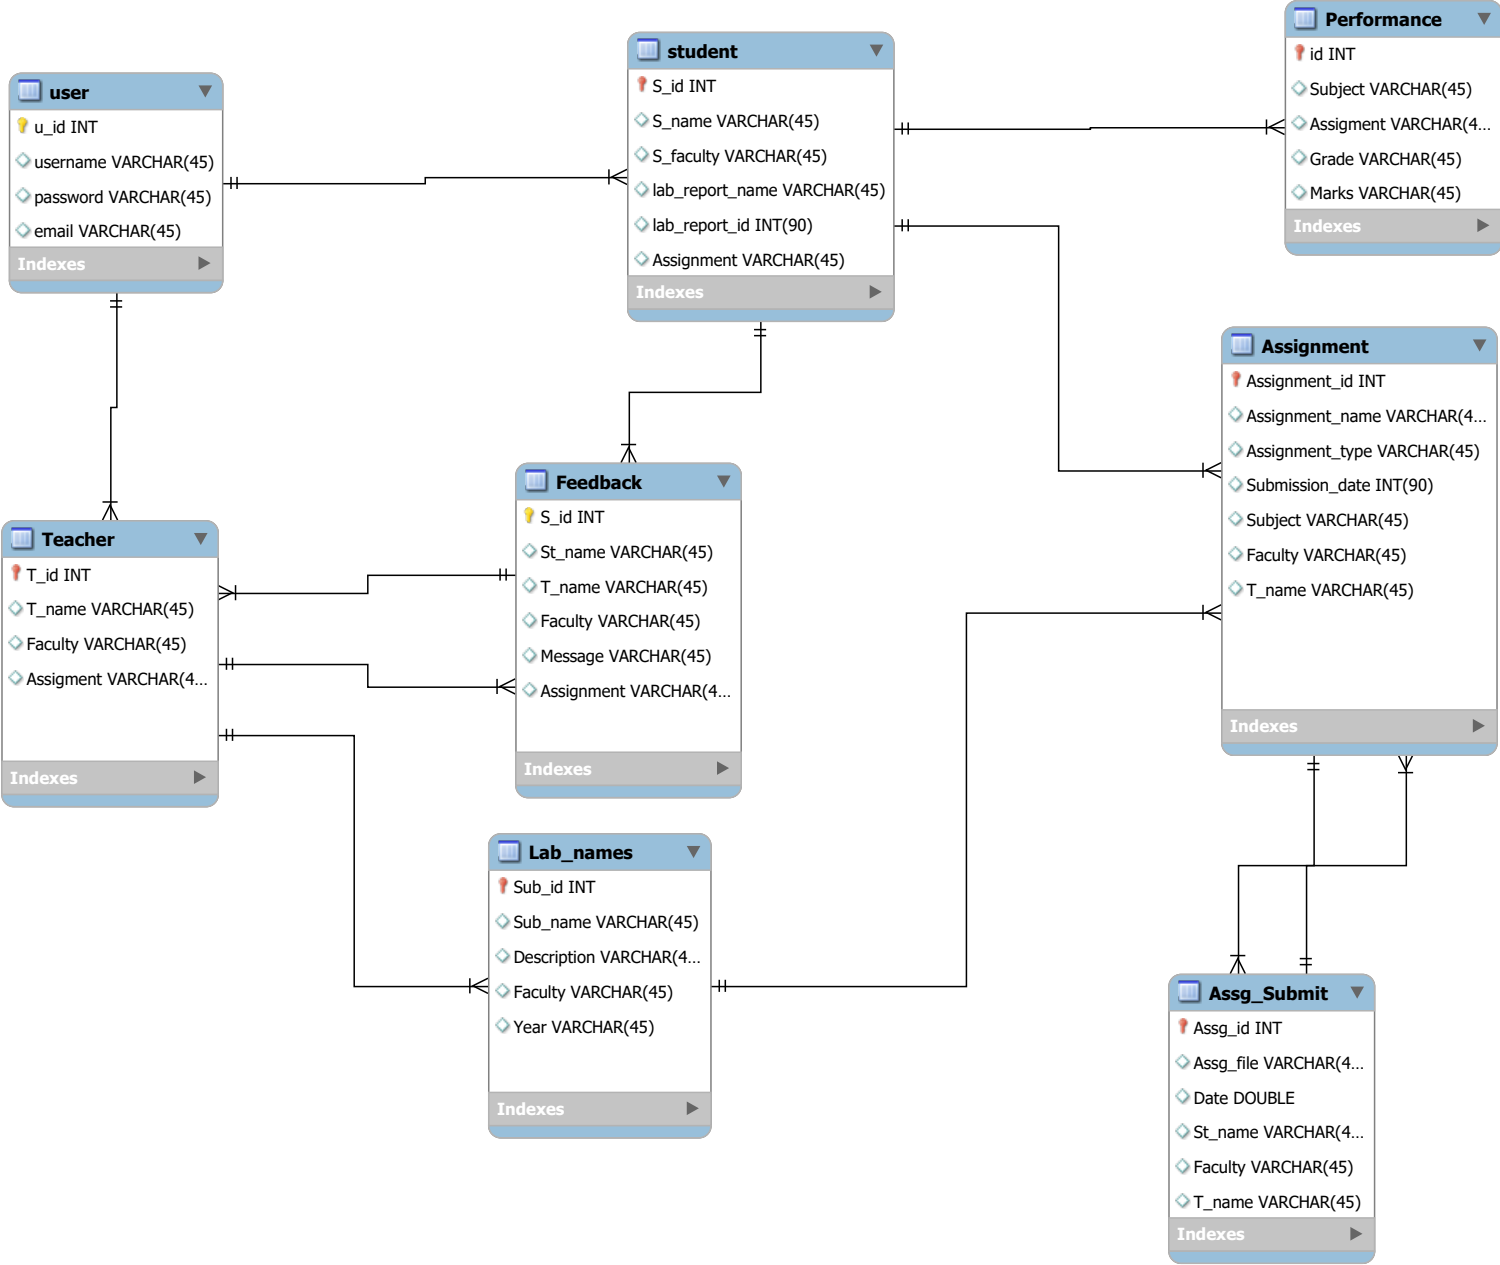 user
u_id INT
username VARCHAR(45)
password VARCHAR(45)
email VARCHAR(45)
Indexes
student
S_id INT
S_name VARCHAR(45)
S_faculty VARCHAR(45)
lab_report_name VARCHAR(45)
lab_report_id INT(90)
Assignment VARCHAR(45)
Indexes
Performance
id INT
Subject VARCHAR(45)
Assigment VARCHAR(4...
Grade VARCHAR(45)
Marks VARCHAR(45)
Indexes
Assignment
Assignment_id INT
Assignment_name VARCHAR(4...
Assignment_type VARCHAR(45)
Submission_date INT(90)
Subject VARCHAR(45)
Faculty VARCHAR(45)
T_name VARCHAR(45)
Indexes
Teacher
T_id INT
T_name VARCHAR(45)
Faculty VARCHAR(45)
Assigment VARCHAR(4...
Indexes
Feedback
S_id INT
St_name VARCHAR(45)
T_name VARCHAR(45)
Faculty VARCHAR(45)
Message VARCHAR(45)
Assignment VARCHAR(4...
Indexes
Lab_names
Sub_id INT
Sub_name VARCHAR(45)
Description VARCHAR(4...
Faculty VARCHAR(45)
Year VARCHAR(45)
Indexes
Assg_Submit
Assg_id INT
Assg_file VARCHAR(4...
Date DOUBLE
St_name VARCHAR(4...
Faculty VARCHAR(45)
T_name VARCHAR(45)
Indexes